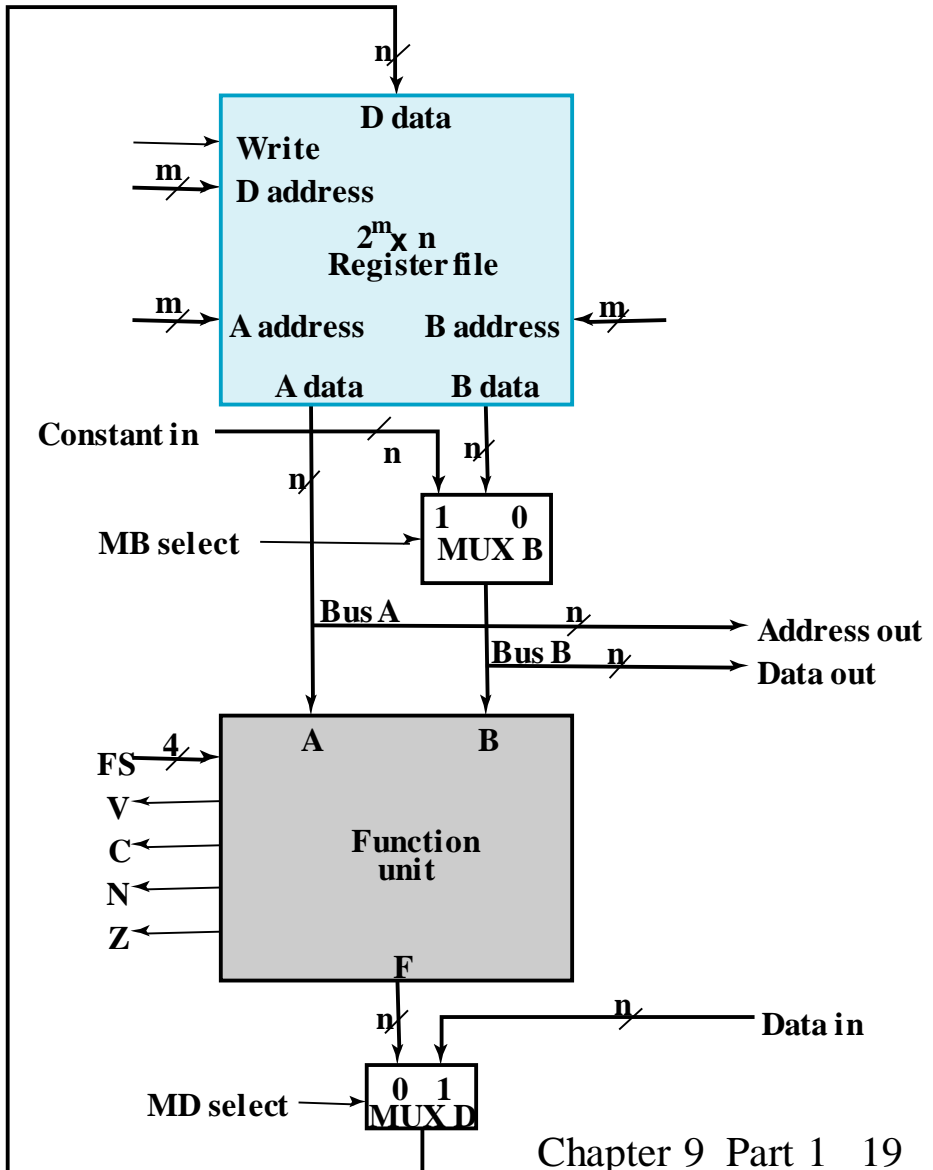 n
D data
Write
m
D address
2^m x n
Register file
m
m
A address
B address
A data
B data
Constant in
n
n
n
1 0
MUX B
MB select
Bus A
n
Address out
Bus B
n
Data out
A
B
4
FS
V
C
N
Z
Function
unit
F
n
n
Data in
0 1
MUX D
MD select
Chapter 9 Part 1 19